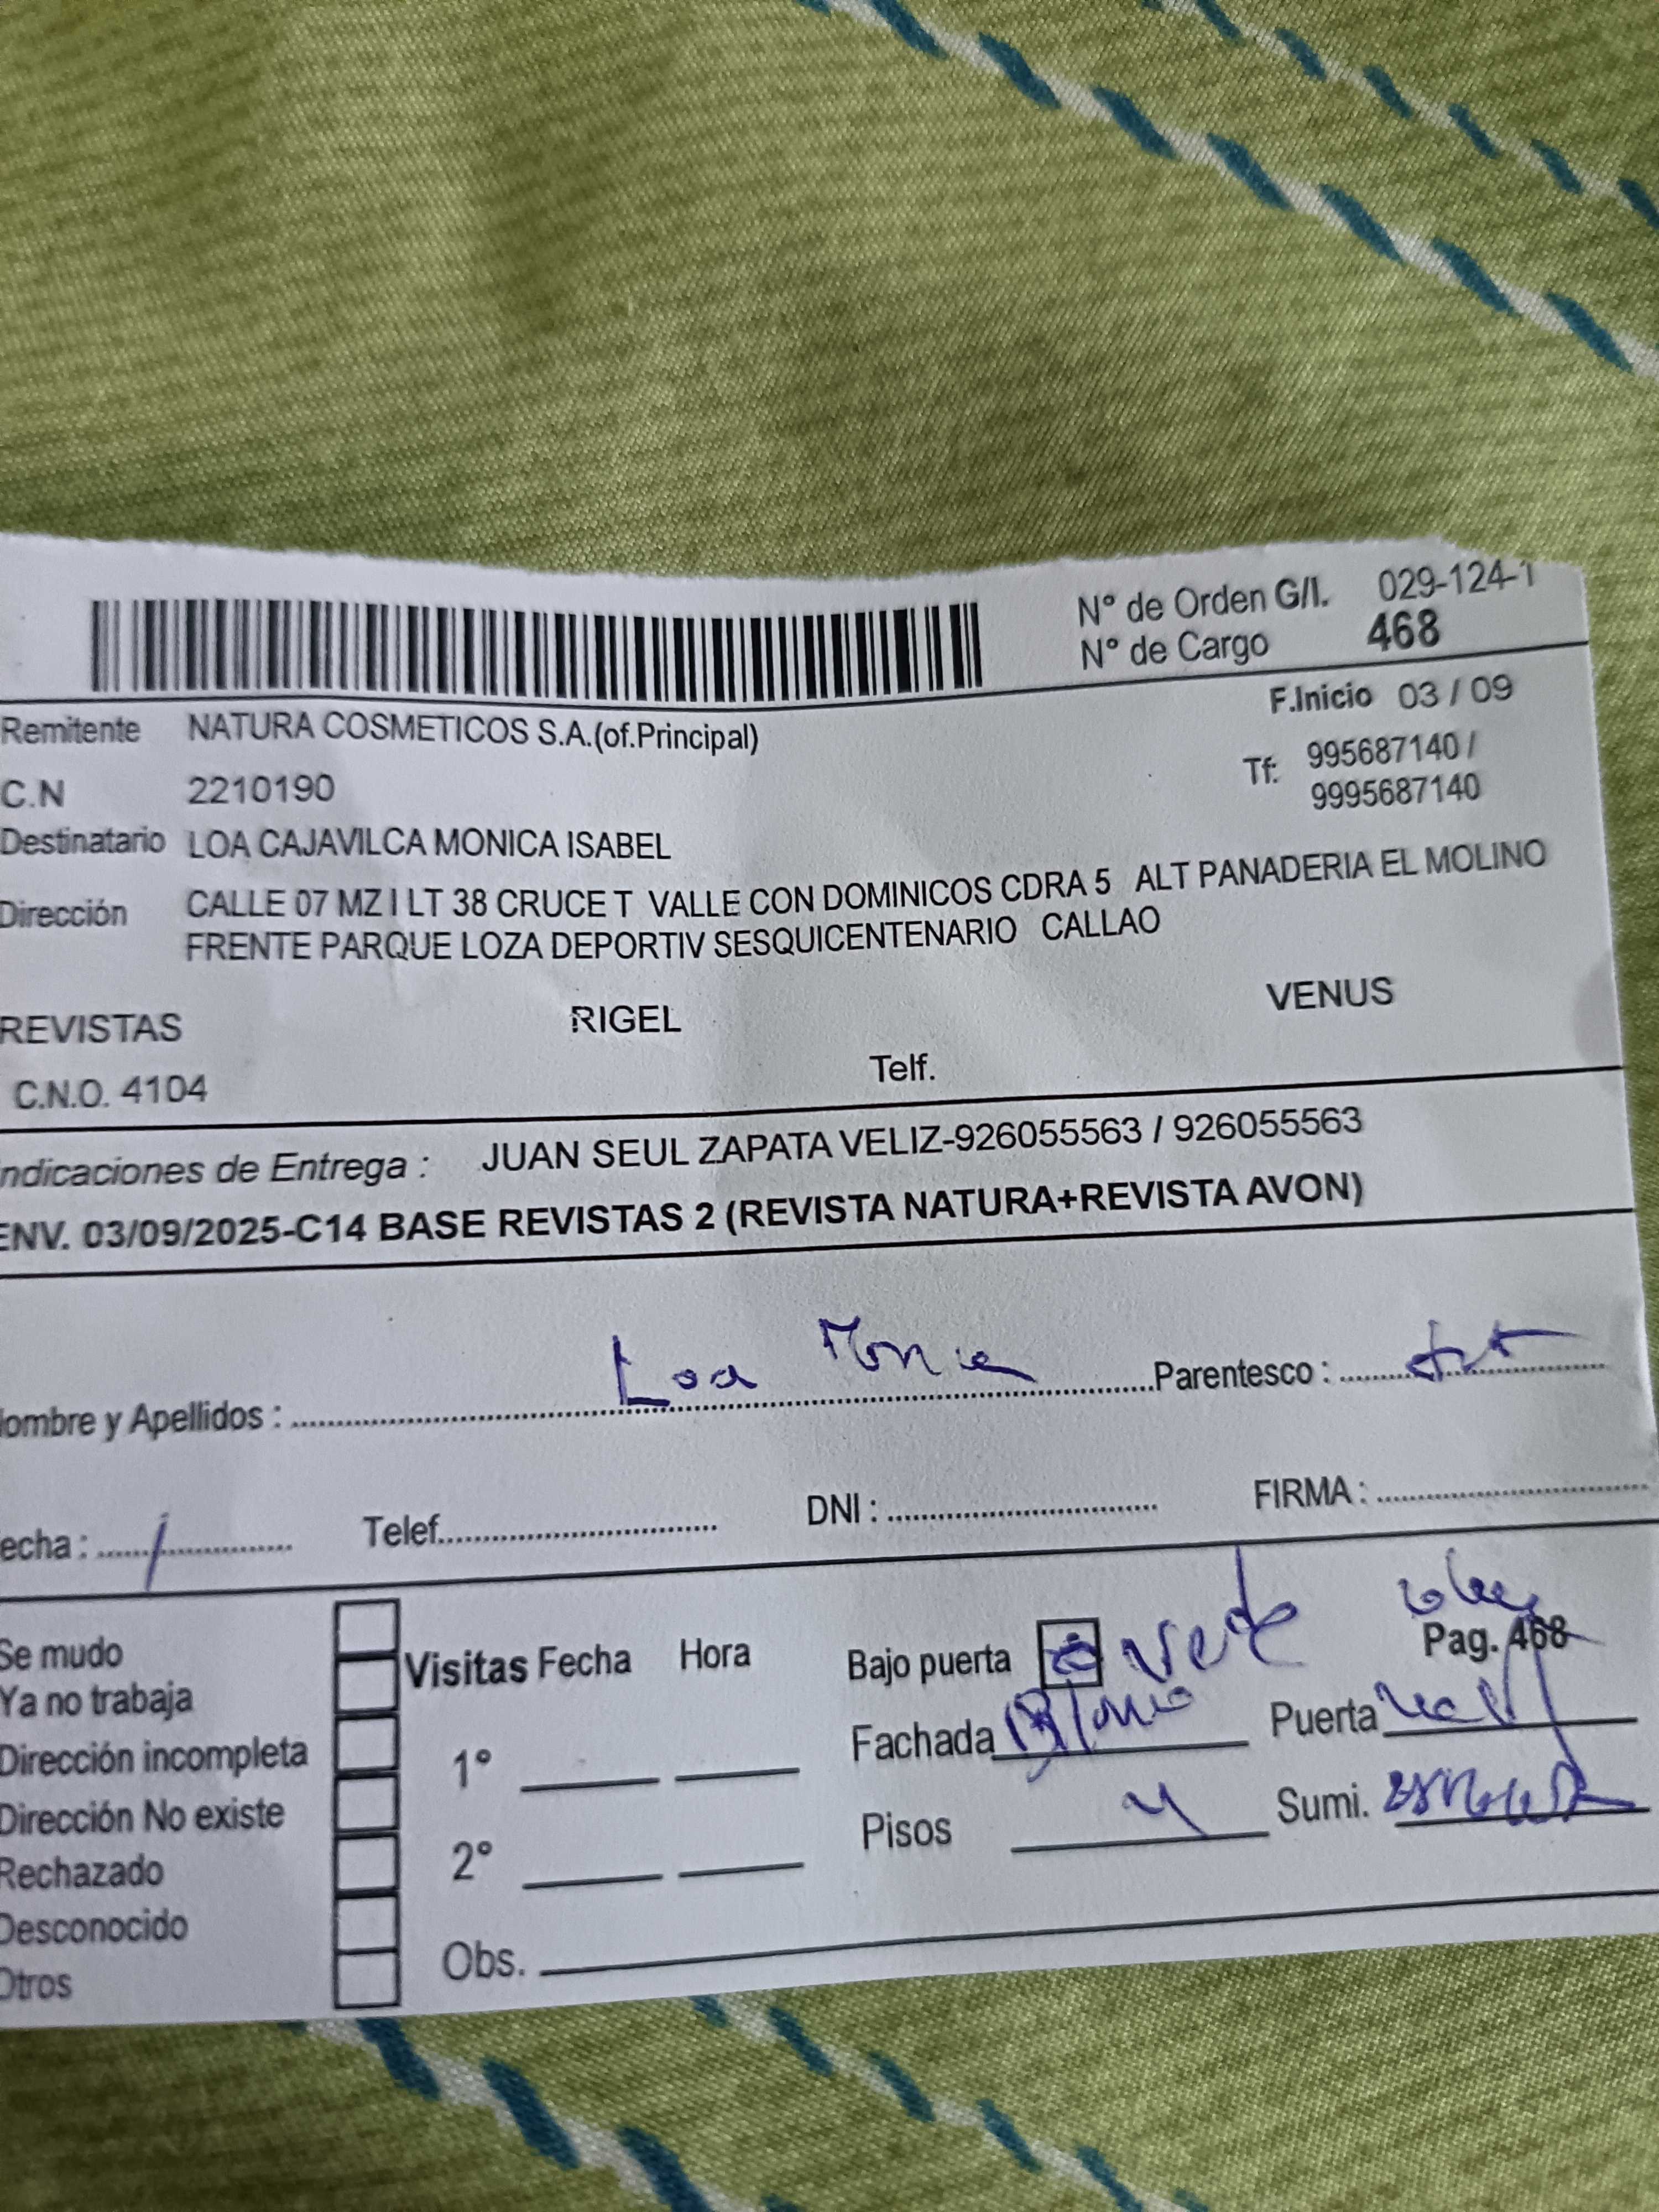 N° de Orden G/I. 029-124-1
N° de Cargo 468
F.Inicio 03 / 09
Remitente NATURA COSMETICOS S.A.(of.Principal)
Tf: 995687140 /
9995687140
C.N 2210190
Destinatario LOA CAJAVILCA MONICA ISABEL
Dirección CALLE 07 MZ I LT 38 CRUCE T VALLE CON DOMINICOS CDRA 5 ALT PANADERIA EL MOLINO
FRENTE PARQUE LOZA DEPORTIV SESQUICENTENARIO CALLAO
REVISTAS RIGEL VENUS
C.N.O. 4104 Telf.
ndicaciones de Entrega : JUAN SEUL ZAPATA VELIZ-926055563 / 926055563
ENV. 03/09/2025-C14 BASE REVISTAS 2 (REVISTA NATURA+REVISTA AVON)
ombre y Apellidos : Loa Monica Parentesco :
echa : Telef. DNI : FIRMA :
Se mudo
Ya no trabaja
Dirección incompleta
Dirección No existe
Rechazado
Desconocido
Otros
Visitas Fecha Hora
1°
2°
Obs.
Bajo puerta Pag. 468
Fachada Puerta
Pisos 4 Sumi.